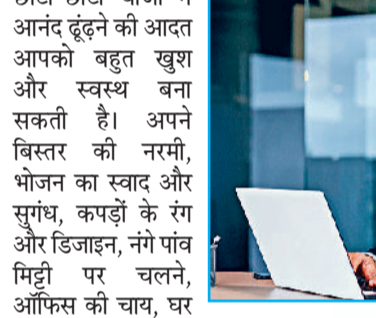 आनंद ढूंढ़ने की आदत
आपको बहुत खुश
और स्वस्थ बना
सकती है। अपने
बिस्तर की नरमी,
भोजन का स्वाद और
सुगंध, कपड़ों के रंग
और डिजाइन, नंगे पांव
मिट्टी पर चलने,
ऑफिस की चाय, घर